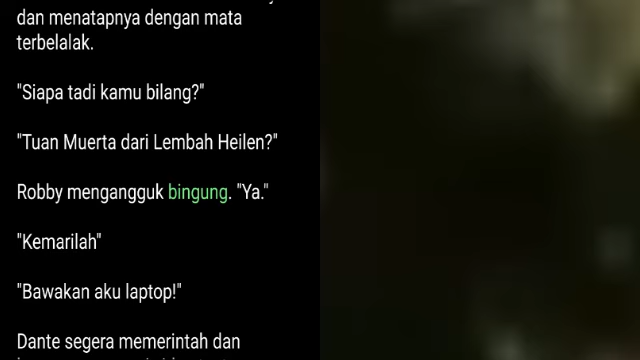 dan menatapnya dengan mata
terbelalak.
"Siapa tadi kamu bilang?"
"Tuan Muerta dari Lembah Heilen?"
Robby mengangguk bingung. "Ya."
"Kemarilah"
"Bawakan aku laptop!"
Dante segera memerintah dan